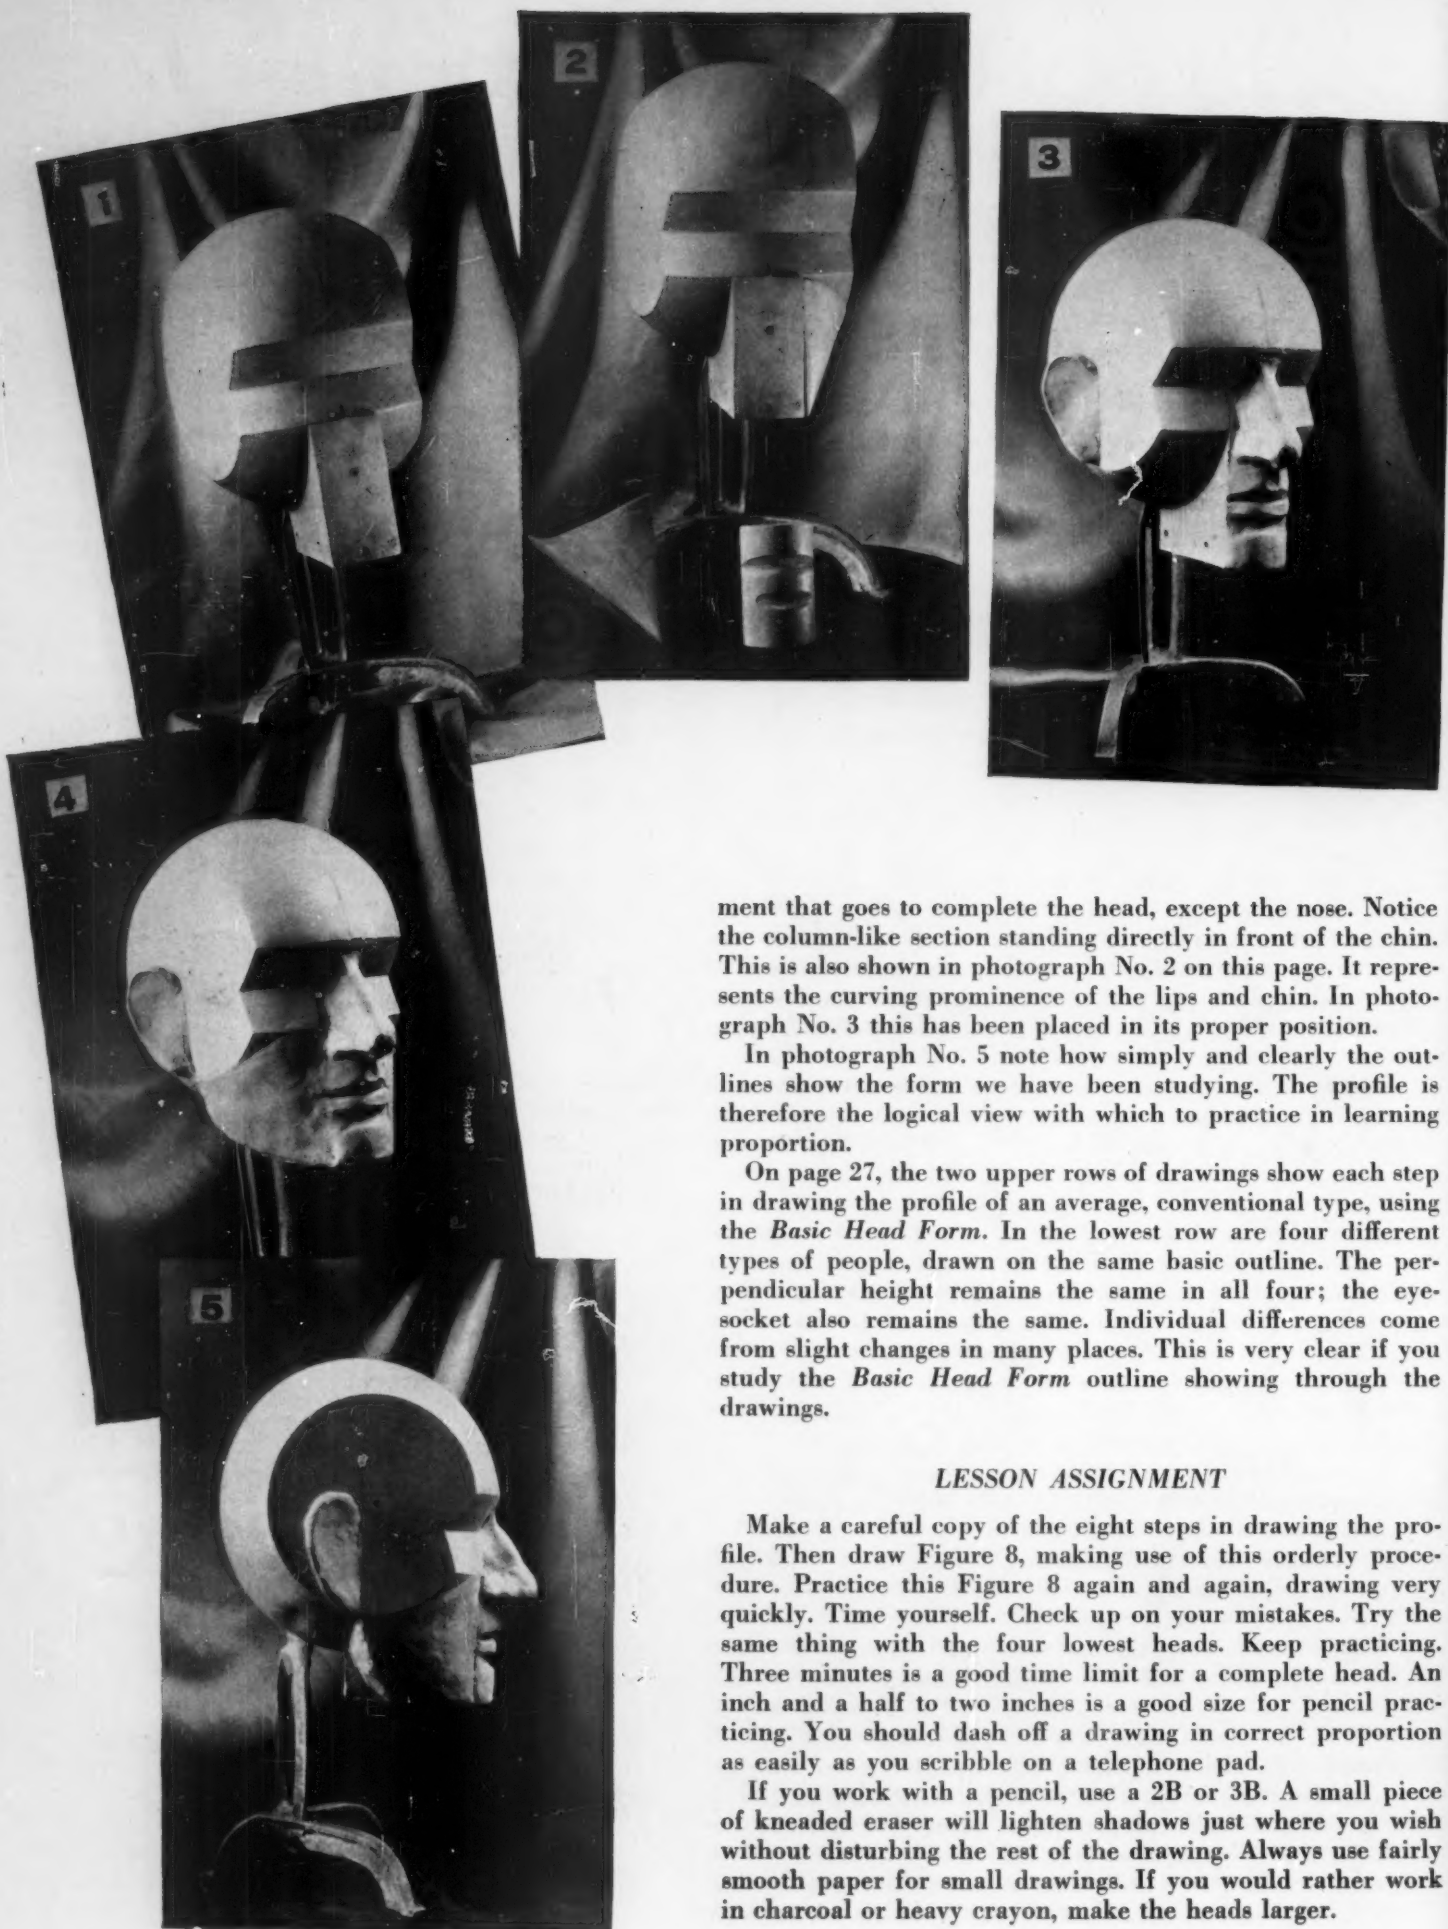 1
2
3
4
5
ment that goes to complete the head, except the nose. Notice
the column-like section standing directly in front of the chin.
This is also shown in photograph No. 2 on this page. It repre-
sents the curving prominence of the lips and chin. In photo-
graph No. 3 this has been placed in its proper position.
In photograph No. 5 note how simply and clearly the out-
lines show the form we have been studying. The profile is
therefore the logical view with which to practice in learning
proportion.
On page 27, the two upper rows of drawings show each step
in drawing the profile of an average, conventional type, using
the Basic Head Form. In the lowest row are four different
types of people, drawn on the same basic outline. The per-
pendicular height remains the same in all four; the eye-
socket also remains the same. Individual differences come
from slight changes in many places. This is very clear if you
study the Basic Head Form outline showing through the
drawings.
LESSON ASSIGNMENT
Make a careful copy of the eight steps in drawing the pro-
file. Then draw Figure 8, making use of this orderly proce-
dure. Practice this Figure 8 again and again, drawing very
quickly. Time yourself. Check up on your mistakes. Try the
same thing with the four lowest heads. Keep practicing.
Three minutes is a good time limit for a complete head. An
inch and a half to two inches is a good size for pencil prac-
ticing. You should dash off a drawing in correct proportion
as easily as you scribble on a telephone pad.
If you work with a pencil, use a 2B or 3B. A small piece
of kneaded eraser will lighten shadows just where you wish
without disturbing the rest of the drawing. Always use fairly
smooth paper for small drawings. If you would rather work
in charcoal or heavy crayon, make the heads larger.